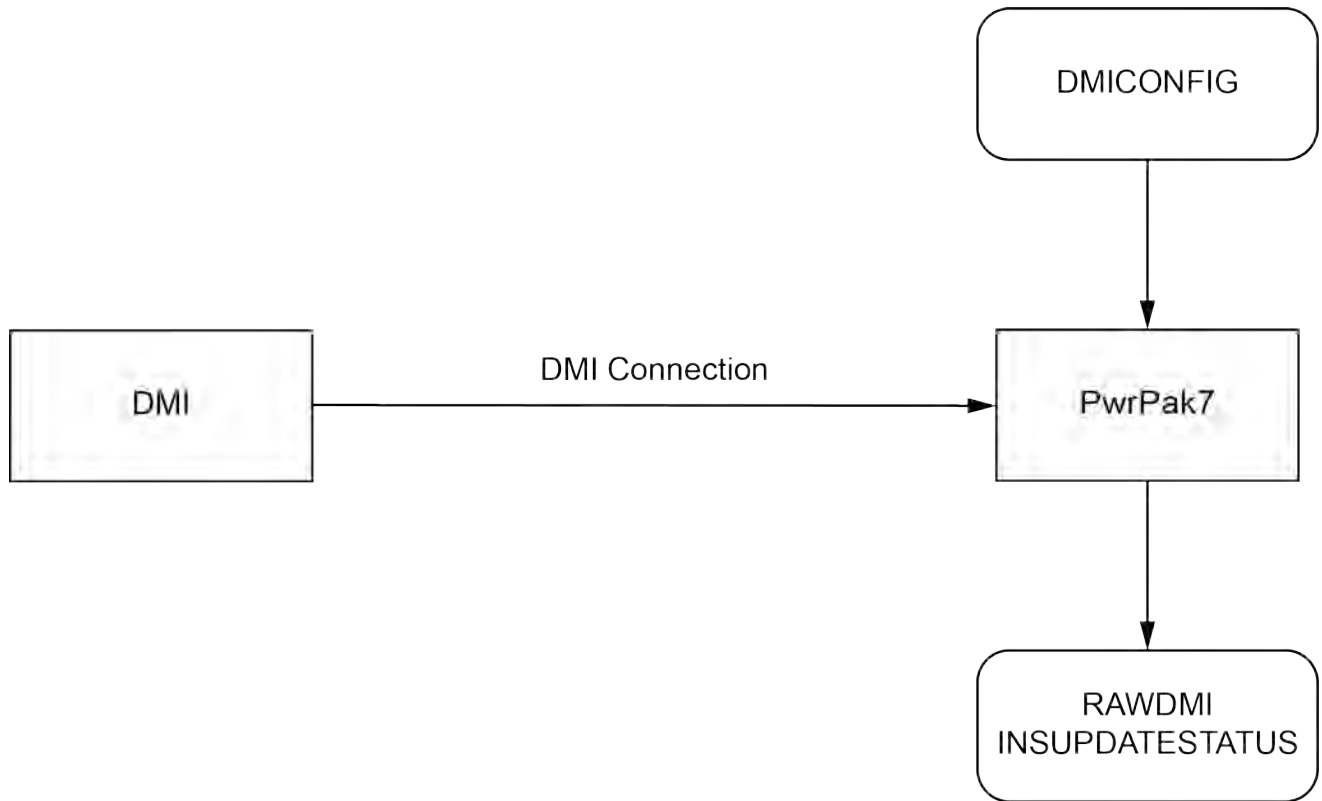 DMICONFIG
DMI Connection
DMI
PwrPak7
RAWDMI
INSUPDATESTATUS